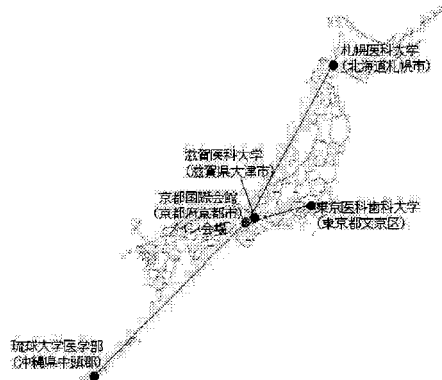 札幌医科大学
(北海道札幌市)
滋賀医科大学
(滋賀県大津市)
京都国際会館
(京都府京都市)
メイン会場
東京医科歯科大学
(東京都文京区)
琉球大学医学部
(沖縄県中頭郡)